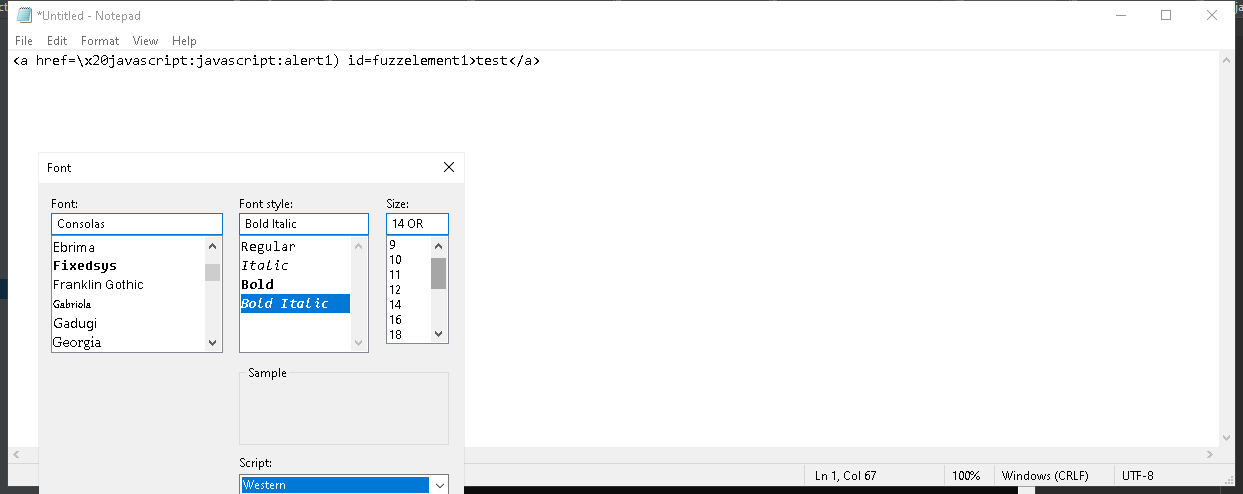 *Untitled - Notepad
File Edit Format View Help
<a href=\x20javascript:javascript:alert1) id=fuzzelement1>test</a>
Font
Font: Font style: Size:
Consolas Bold Italic 14 OR
Ebrima Regular 9
Fixedsys Italic 10
Franklin Gothic Bold 11
Gabriola Bold Italic 12
Gadugi 14
Georgia 16
18
Sample
Script:
Western
Ln 1, Col 67 100% Windows (CRLF) UTF-8